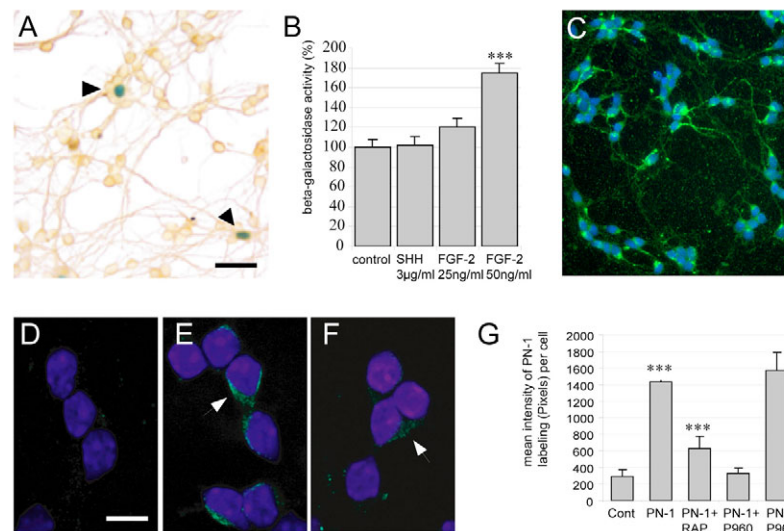 A
B
beta-galactosidase activity (%)
200
180
160
140
120
100
80
60
40
20
0
***
control SHH FGF-2 FGF-2
3µg/ml 25ng/ml 50ng/ml
C
D
E
F
G
mean intensity of PN-1
labeling (Pixels) per cell
2000
1800
1600
1400
1200
1000
800
600
400
200
0
***
***
Cont PN-1 PN-1+ PN-1+
RAP P960